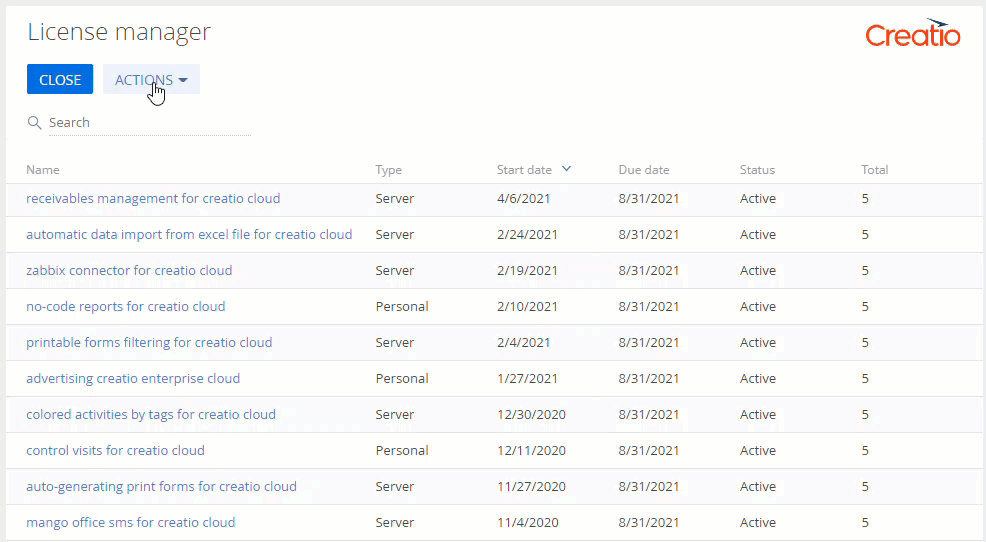 License manager
Creatio
CLOSE ACTIONS
Search
Name Type Start date Due date Status Total
receivables management for creatio cloud Server 4/6/2021 8/31/2021 Active 5
automatic data import from excel file for creatio cloud Server 2/24/2021 8/31/2021 Active 5
zabbix connector for creatio cloud Server 2/19/2021 8/31/2021 Active 5
no-code reports for creatio cloud Personal 2/10/2021 8/31/2021 Active 5
printable forms filtering for creatio cloud Server 2/4/2021 8/31/2021 Active 5
advertising creatio enterprise cloud Personal 1/27/2021 8/31/2021 Active 5
colored activities by tags for creatio cloud Server 12/30/2020 8/31/2021 Active 5
control visits for creatio cloud Personal 12/11/2020 8/31/2021 Active 5
auto-generating print forms for creatio cloud Server 11/27/2020 8/31/2021 Active 5
mango office sms for creatio cloud Server 11/4/2020 8/31/2021 Active 5